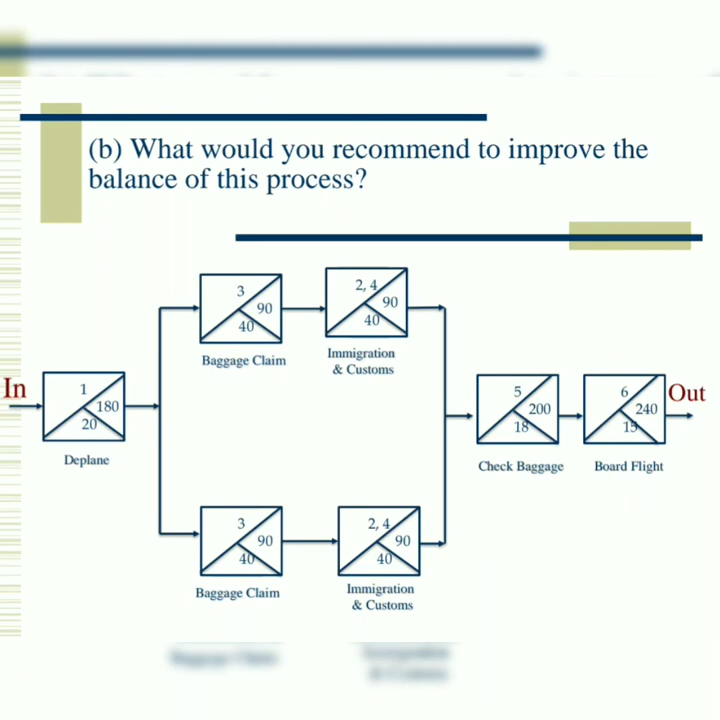 (b) What would you recommend to improve the
balance of this process?
3
90
40
Baggage Claim
2, 4
90
40
Immigration
& Customs
In
1
180
20
Deplane
5
200
18
Check Baggage
6
240
15
Board Flight
Out
3
90
40
Baggage Claim
2, 4
90
40
Immigration
& Customs